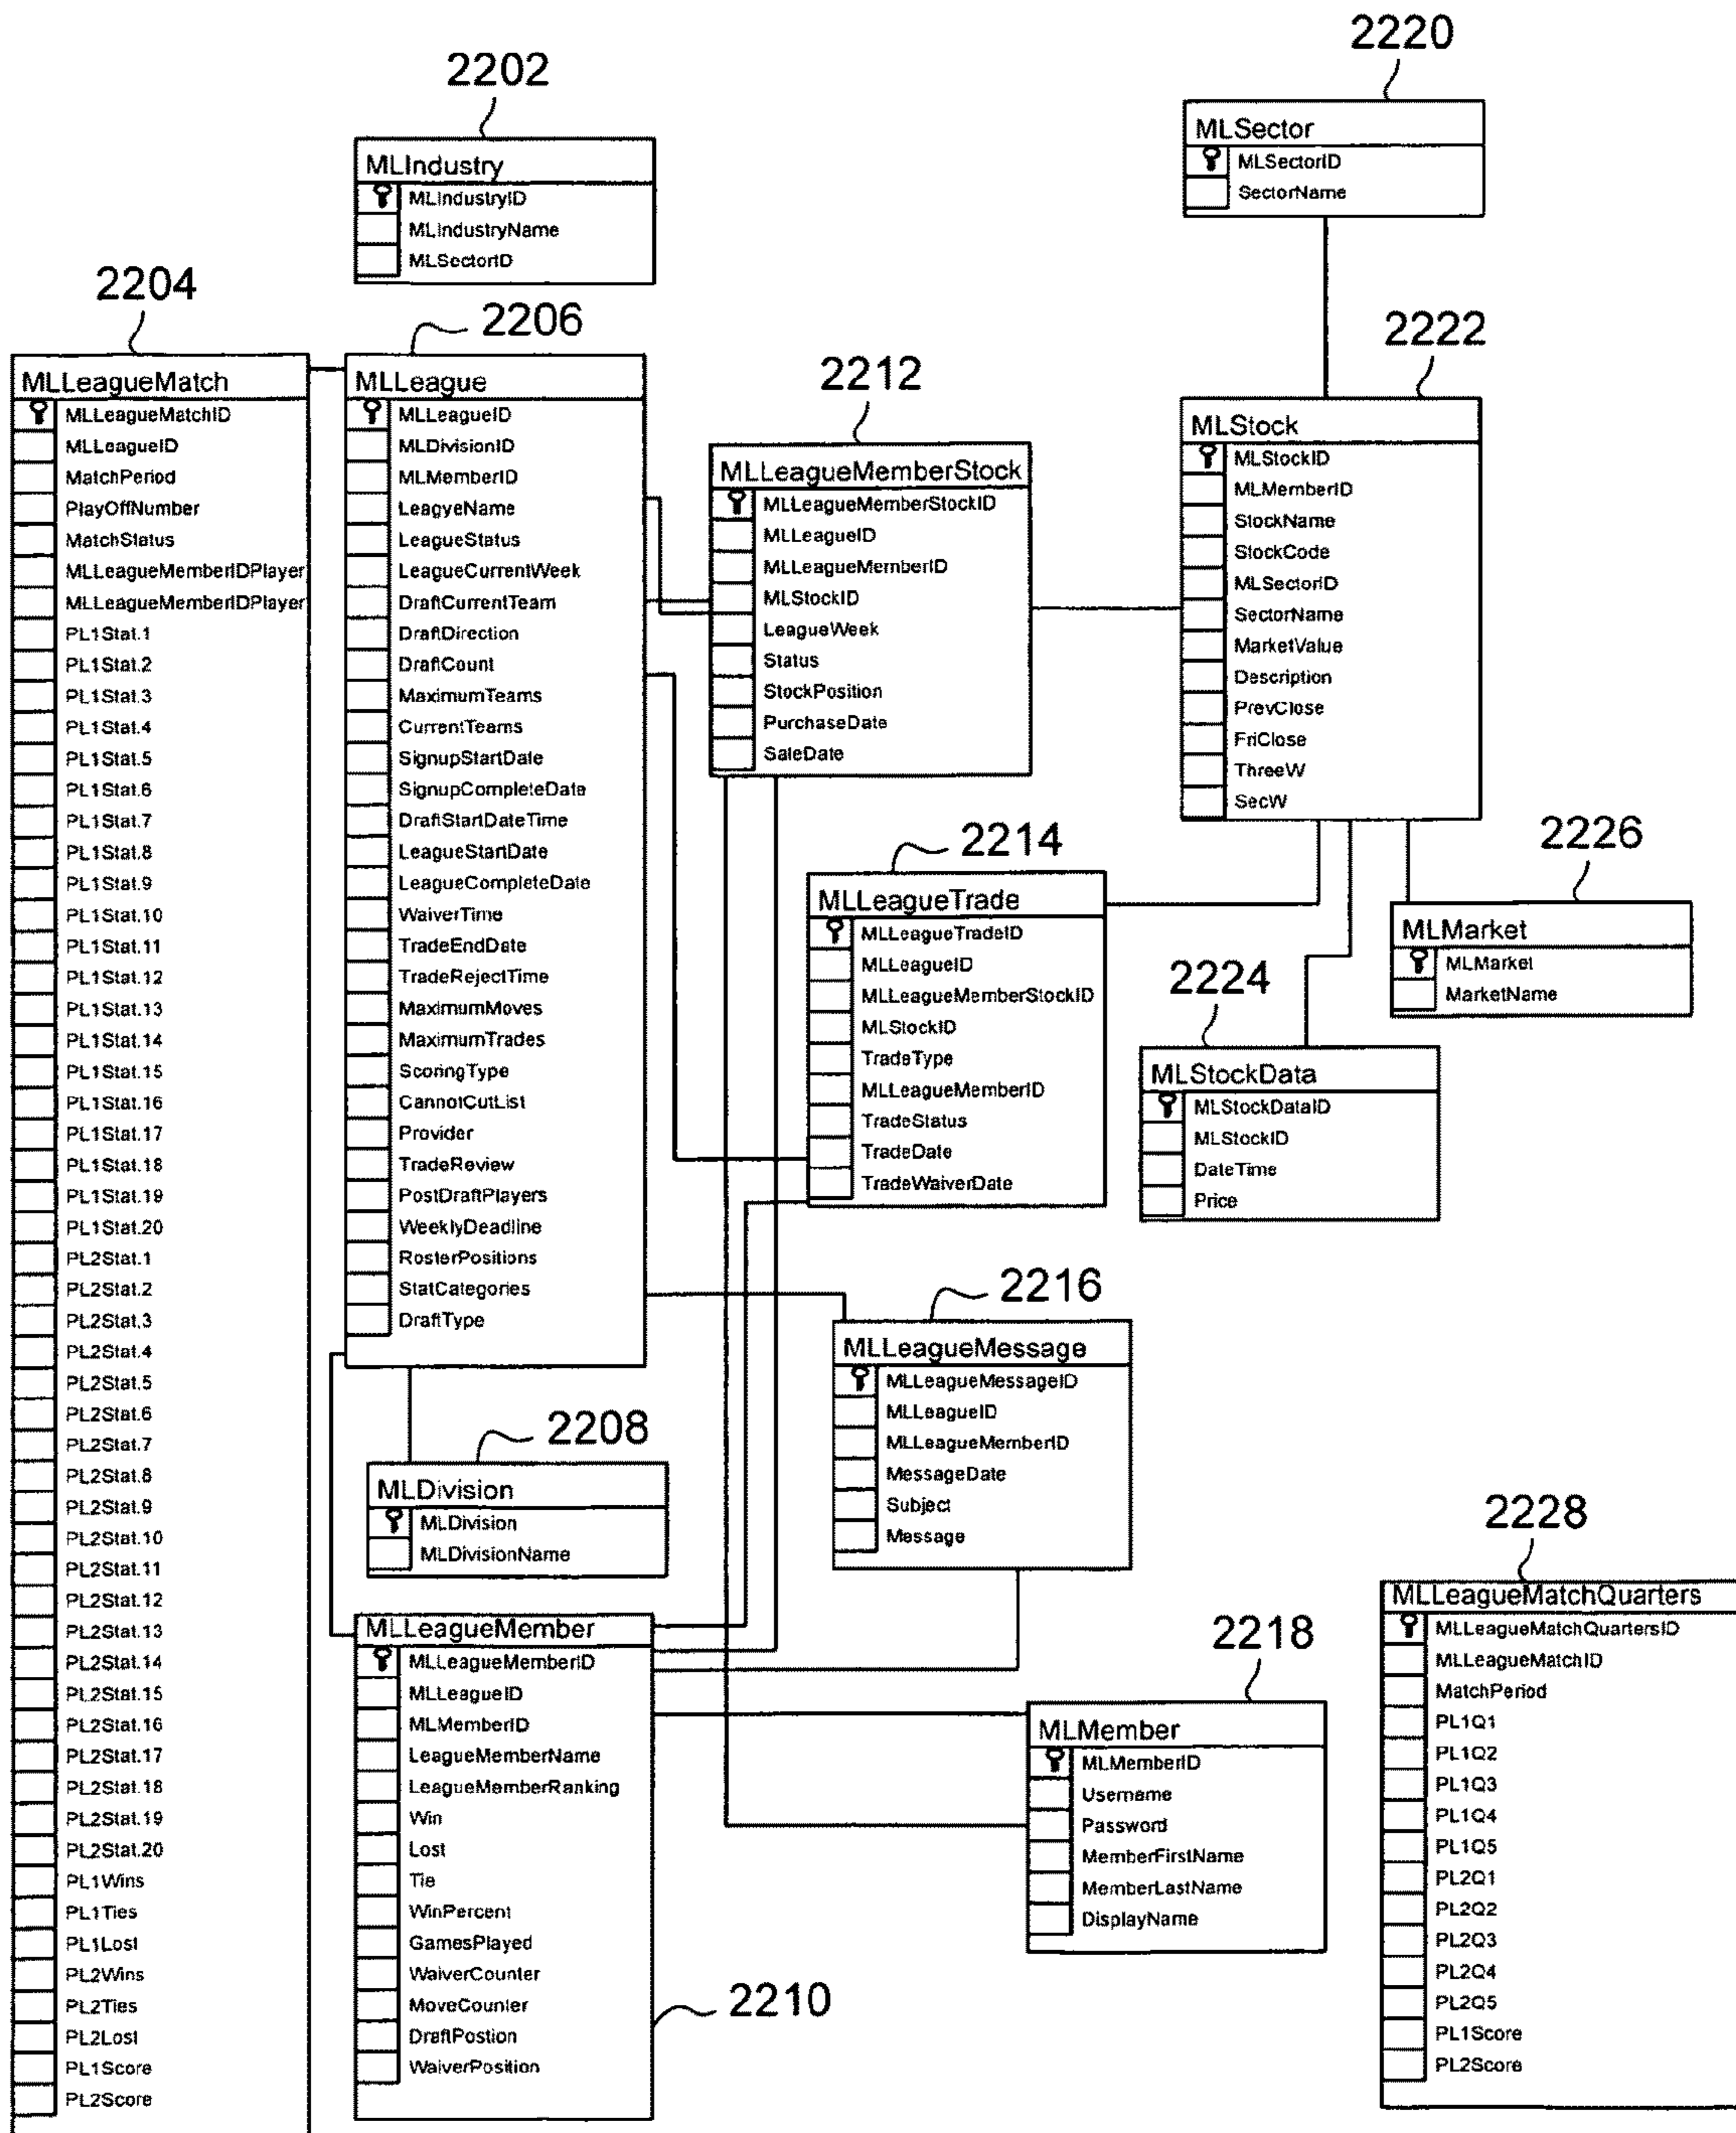 2202
MLIndustry
MLIndustryID
MLIndustryName
MLSectorID
2220
MLSector
MLSectorID
SectorName
2204
MLLeagueMatch
MLLeagueMatchID
MLLeagueID
MatchPeriod
PlayOffNumber
MatchStatus
MLLeagueMemberIDPlayer
MLLeagueMemberIDPlayer
PL1Stat.1
PL1Stat.2
PL1Stat.3
PL1Stat.4
PL1Stat.5
PL1Stat.6
PL1Stat.7
PL1Stat.8
PL1Stat.9
PL1Stat.10
PL1Stat.11
PL1Stat.12
PL1Stat.13
PL1Stat.14
PL1Stat.15
PL1Stat.16
PL1Stat.17
PL1Stat.18
PL1Stat.19
PL1Stat.20
PL2Stat.1
PL2Stat.2
PL2Stat.3
PL2Stat.4
PL2Stat.5
PL2Stat.6
PL2Stat.7
PL2Stat.8
PL2Stat.9
PL2Stat.10
PL2Stat.11
PL2Stat.12
PL2Stat.13
PL2Stat.14
PL2Stat.15
PL2Stat.16
PL2Stat.17
PL2Stat.18
PL2Stat.19
PL2Stat.20
PL1Wins
PL1Ties
PL1Lost
PL2Wins
PL2Ties
PL2Lost
PL1Score
PL2Score
2206
MLLeague
MLLeagueID
MLDivisionID
MLMemberID
LeagyeName
LeagueStatus
LeagueCurrentWeek
DraftCurrentTeam
DraftDirection
DraftCount
MaximumTeams
CurrentTeams
SignupStartDate
SignupCompleteDate
DraftStartDateTime
LeagueStartDate
LeagueCompleteDate
WaiverTime
TradeEndDate
TradeRejectTime
MaximumMoves
MaximumTrades
ScoringType
CannotCutList
Provider
TradeReview
PostDraftPlayers
WeeklyDeadline
RosterPositions
StatCategories
DraftType
2208
MLDivision
MLDivision
MLDivisionName
MLLeagueMember
MLLeagueMemberID
MLLeagueID
MLMemberID
LeagueMemberName
LeagueMemberRanking
Win
Lost
Tie
WinPercent
GamesPlayed
WaiverCounter
MoveCounter
DraftPostion
WaiverPosition
2210
2212
MLLeagueMemberStock
MLLeagueMemberStockID
MLLeagueID
MLLeagueMemberID
MLStockID
LeagueWeek
Status
StockPosition
PurchaseDate
SaleDate
2214
MLLeagueTrade
MLLeagueTradeID
MLLeagueID
MLLeagueMemberStockID
MLStockID
TradeType
MLLeagueMemberID
TradeStatus
TradeDate
TradeWaiverDate
2216
MLLeagueMessage
MLLeagueMessageID
MLLeagueID
MLLeagueMemberID
MessageDate
Subject
Message
2218
MLMember
MLMemberID
Username
Password
MemberFirstName
MemberLastName
DisplayName
2222
MLStock
MLStockID
MLMemberID
StockName
StockCode
MLSectorID
SectorName
MarketValue
Description
PrevClose
FriClose
ThreeW
SecW
2226
MLMarket
MLMarket
MarketName
2224
MLStockData
MLStockDataID
MLStockID
DateTime
Price
2228
MLLeagueMatchQuarters
MLLeagueMatchQuartersID
MLLeagueMatchID
MatchPeriod
PL1Q1
PL1Q2
PL1Q3
PL1Q4
PL1Q5
PL2Q1
PL2Q2
PL2Q3
PL2Q4
PL2Q5
PL1Score
PL2Score